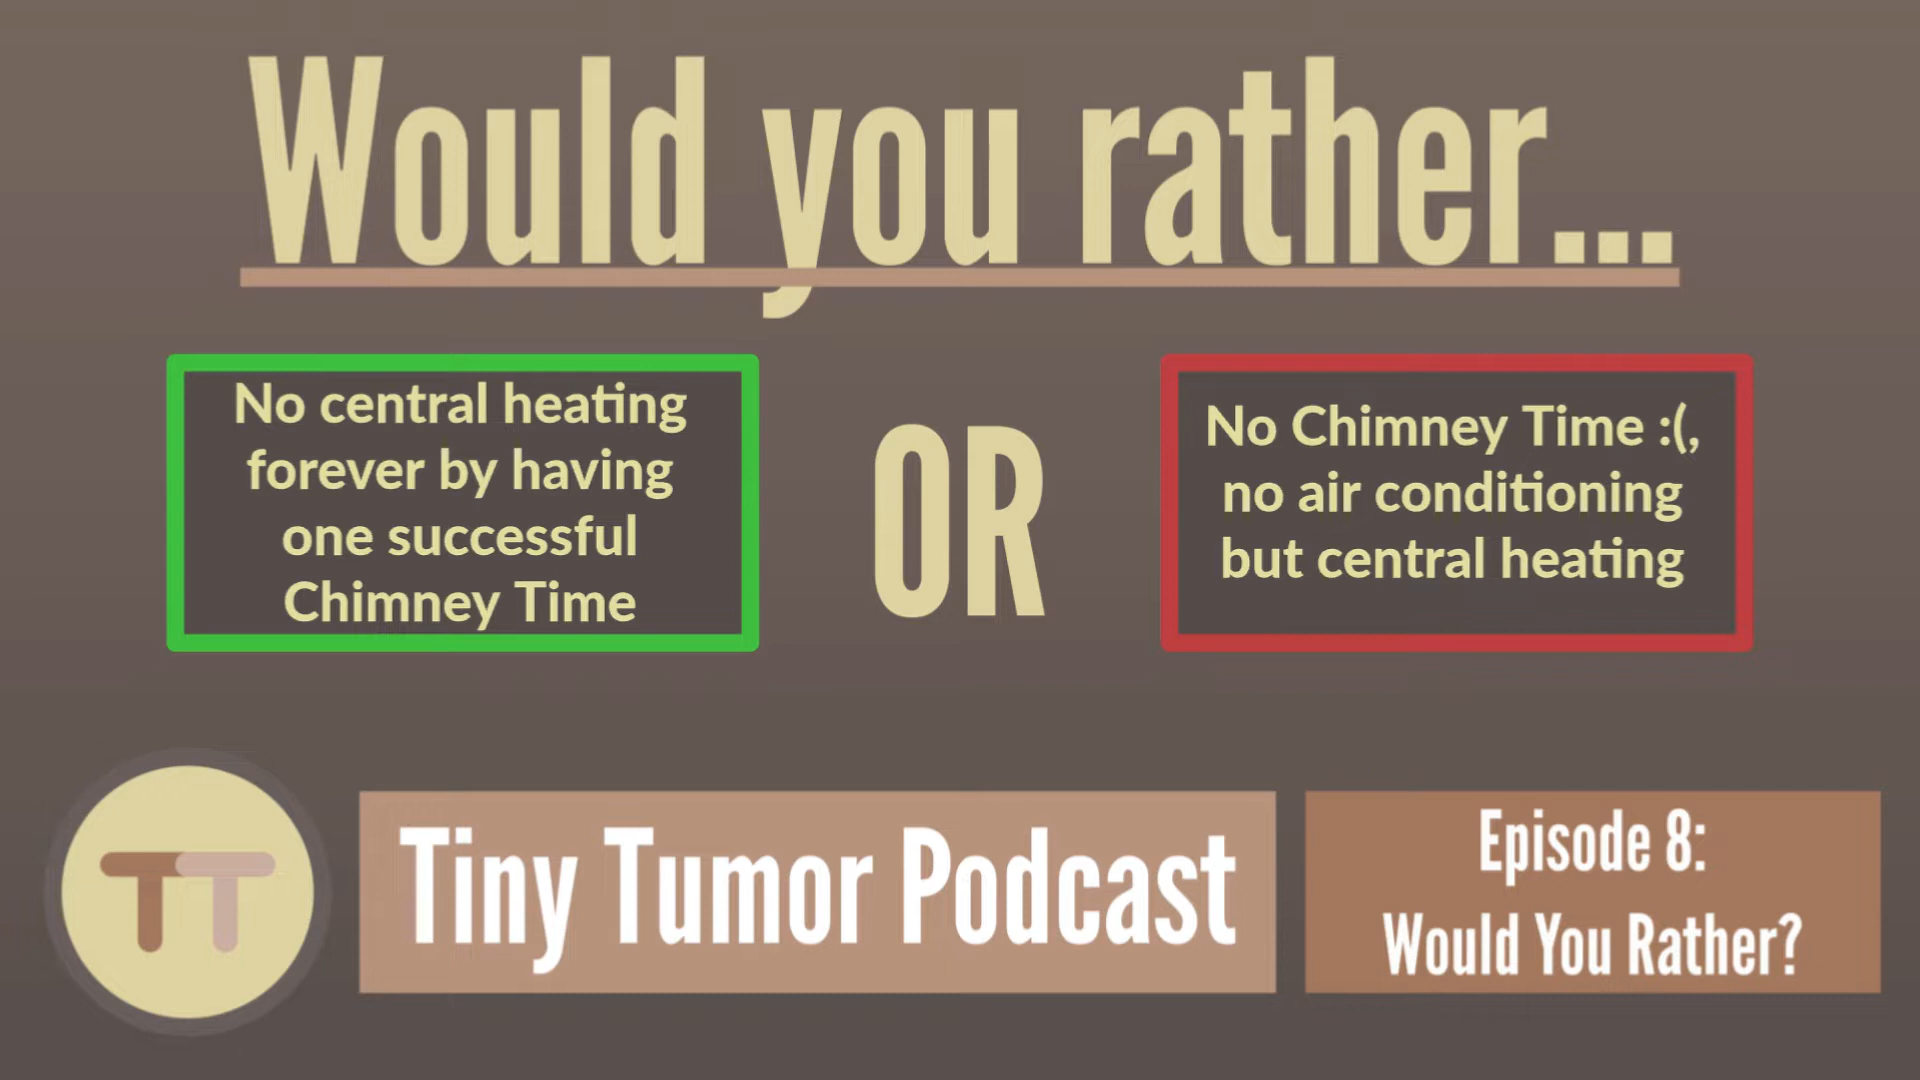 Would you rather...
No central heating
forever by having
one successful
Chimney Time
OR
No Chimney Time :(,
no air conditioning
but central heating
TT
Tiny Tumor Podcast
Episode 8:
Would You Rather?